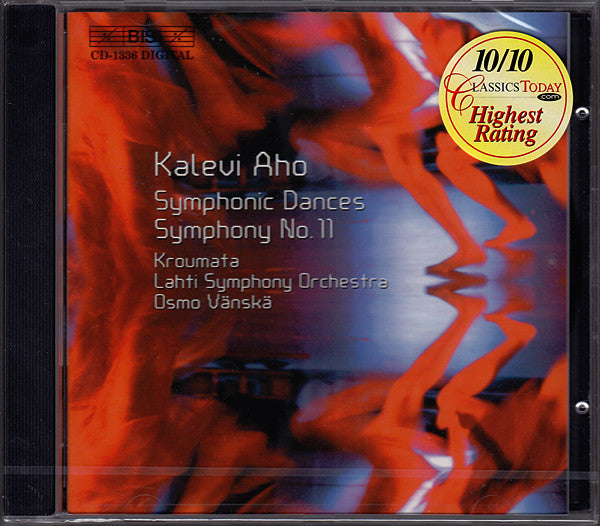 BIS
CD-1336 DIGITAL
10/10
CLASSICSTODAY
.com
Highest
Rating
Kalevi Aho
Symphonic Dances
Symphony No.11
Kroumata
Lahti Symphony Orchestra
Osmo Vänskä